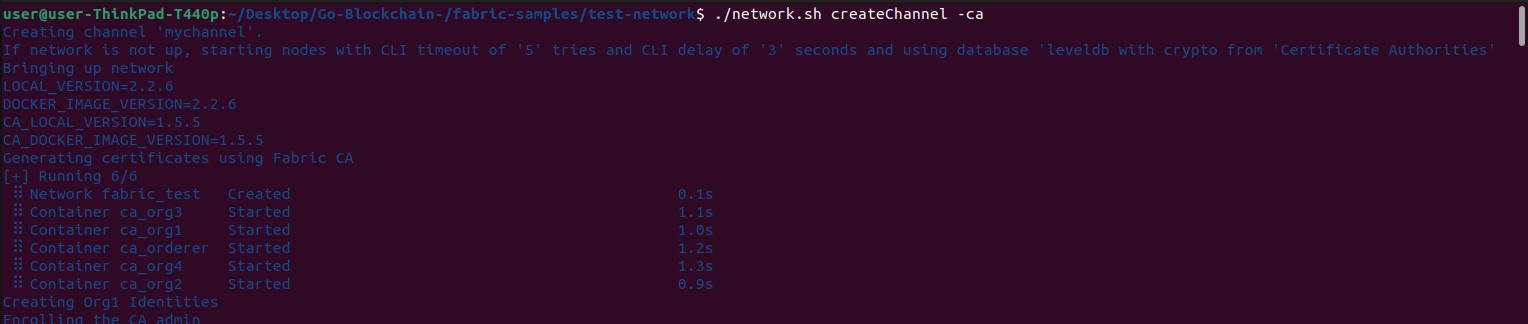 user@user-ThinkPad-T440p:~/Desktop/Go-Blockchain-/fabric-samples/test-network$ ./network.sh createChannel -ca
Creating channel 'mychannel'.
If network is not up, starting nodes with CLI timeout of '5' tries and CLI delay of '3' seconds and using database 'leveldb with crypto from 'Certificate Authorities'
Bringing up network
LOCAL_VERSION=2.2.6
DOCKER_IMAGE_VERSION=2.2.6
CA_LOCAL_VERSION=1.5.5
CA_DOCKER_IMAGE_VERSION=1.5.5
Generating certificates using Fabric CA
[+] Running 6/6
⠿ Network fabric_test   Created   0.1s
⠿ Container ca_org3     Started   1.1s
⠿ Container ca_org1     Started   1.0s
⠿ Container ca_orderer  Started   1.2s
⠿ Container ca_org4     Started   1.3s
⠿ Container ca_org2     Started   0.9s
Creating Org1 Identities
Enrolling the CA admin